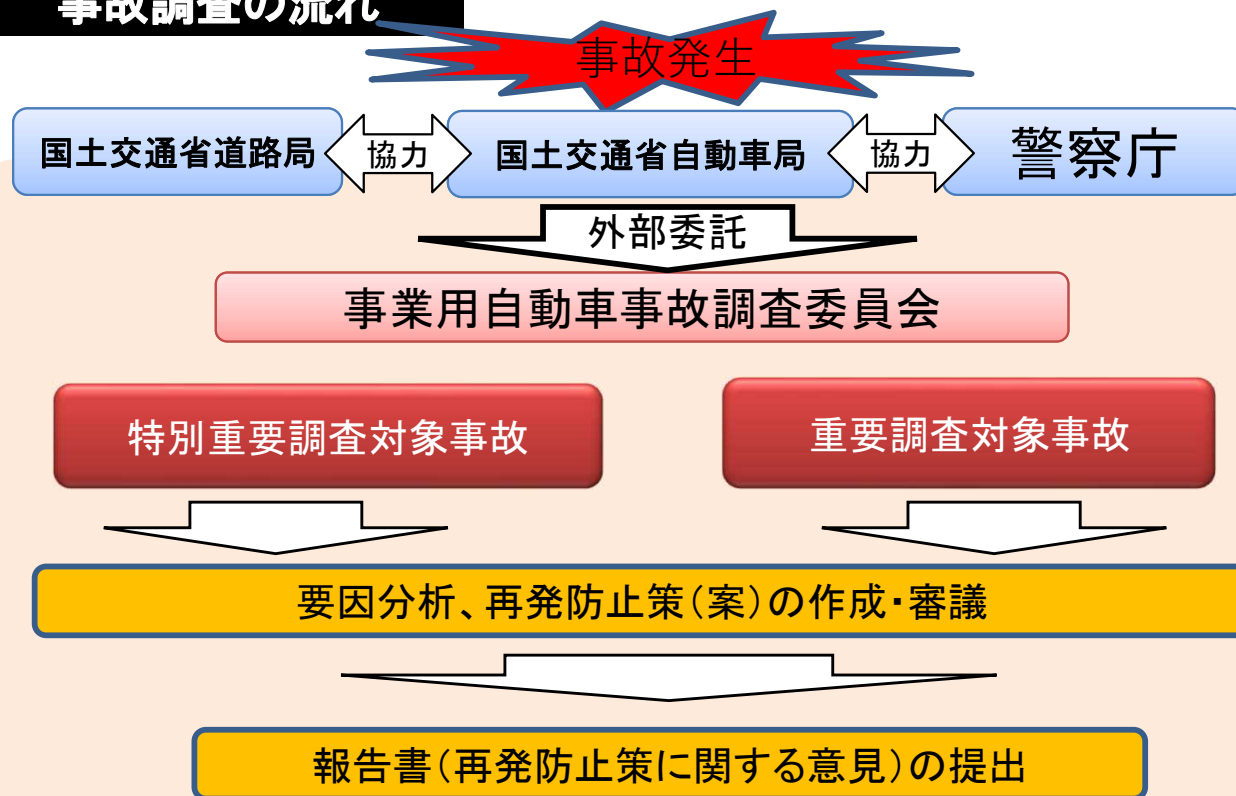 事故調査の流れ
事故発生
国土交通省道路局
協力
国土交通省自動車局
協力
警察庁
外部委託
事業用自動車事故調査委員会
特別重要調査対象事故
重要調査対象事故
要因分析、再発防止策(案)の作成・審議
報告書(再発防止策に関する意見)の提出